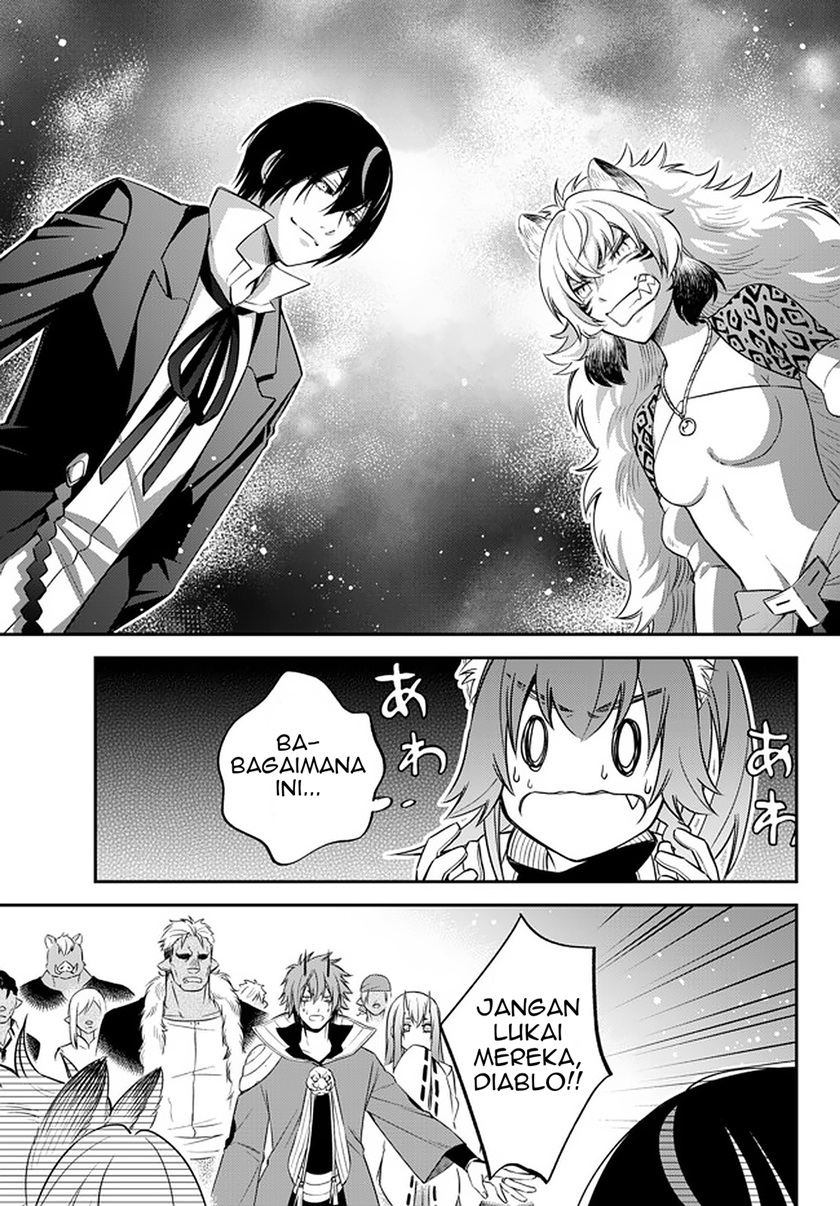 あわ
あわ
BA-
BAGAIMANA
INI...
JANGAN
LUKAI
MEREKA,
DIABLO!!